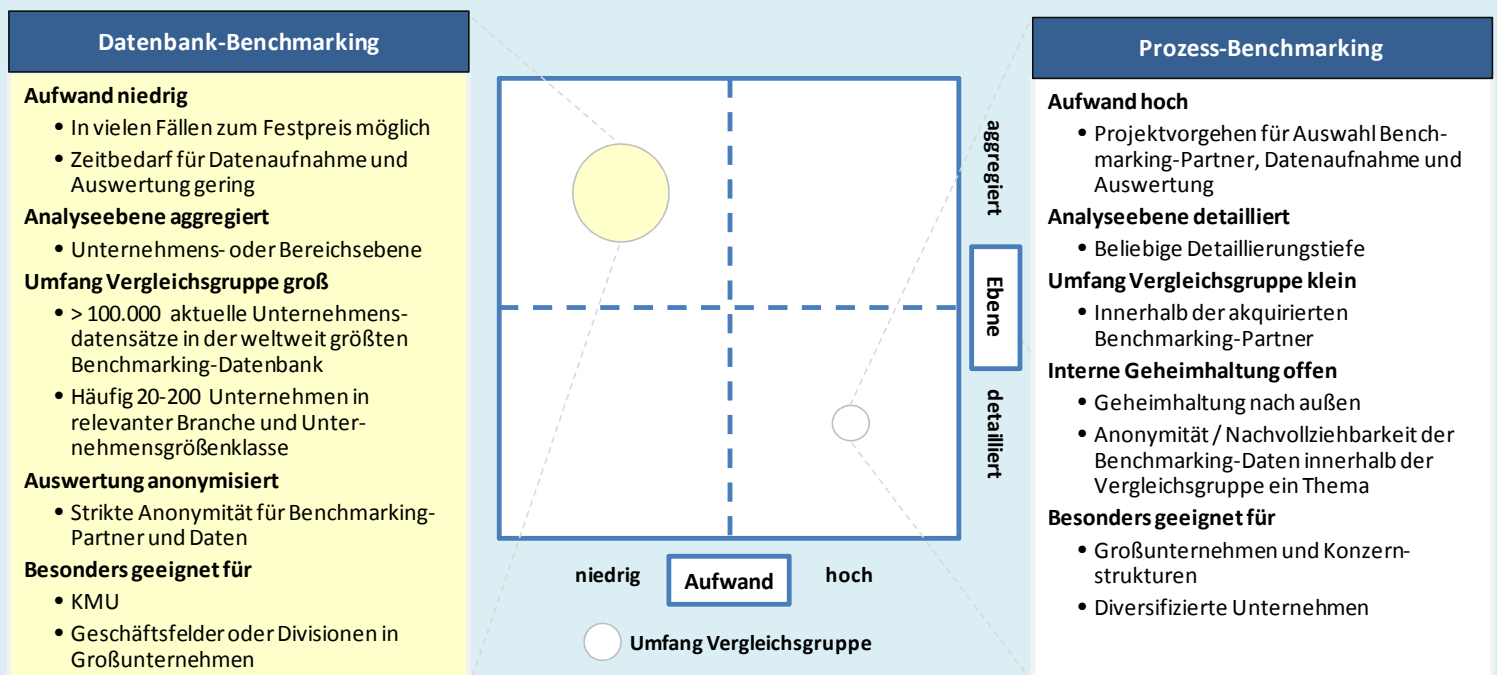 Datenbank-Benchmarking
Aufwand niedrig
• In vielen Fällen zum Festpreis möglich
• Zeitbedarf für Datenaufnahme und
Auswertung gering
Analyseebene aggregiert
• Unternehmens- oder Bereichsebene
Umfang Vergleichsgruppe groß
• > 100.000 aktuelle Unternehmens-
datensätze in der weltweit größten
Benchmarking-Datenbank
• Häufig 20-200 Unternehmen in
relevanter Branche und Unter-
nehmensgrößenklasse
Auswertung anonymisiert
• Strikte Anonymität für Benchmarking-
Partner und Daten
Besonders geeignet für
• KMU
• Geschäftsfelder oder Divisionen in
Großunternehmen
aggregiert
Ebene
detailliert
niedrig
Aufwand
hoch
Umfang Vergleichsgruppe
Prozess-Benchmarking
Aufwand hoch
• Projektvorgehen für Auswahl Bench-
marking-Partner, Datenaufnahme und
Auswertung
Analyseebene detailliert
• Beliebige Detaillierungstiefe
Umfang Vergleichsgruppe klein
• Innerhalb der akquirierten
Benchmarking-Partner
Interne Geheimhaltung offen
• Geheimhaltung nach außen
• Anonymität / Nachvollziehbarkeit der
Benchmarking-Daten innerhalb der
Vergleichsgruppe ein Thema
Besonders geeignet für
• Großunternehmen und Konzern-
strukturen
• Diversifizierte Unternehmen